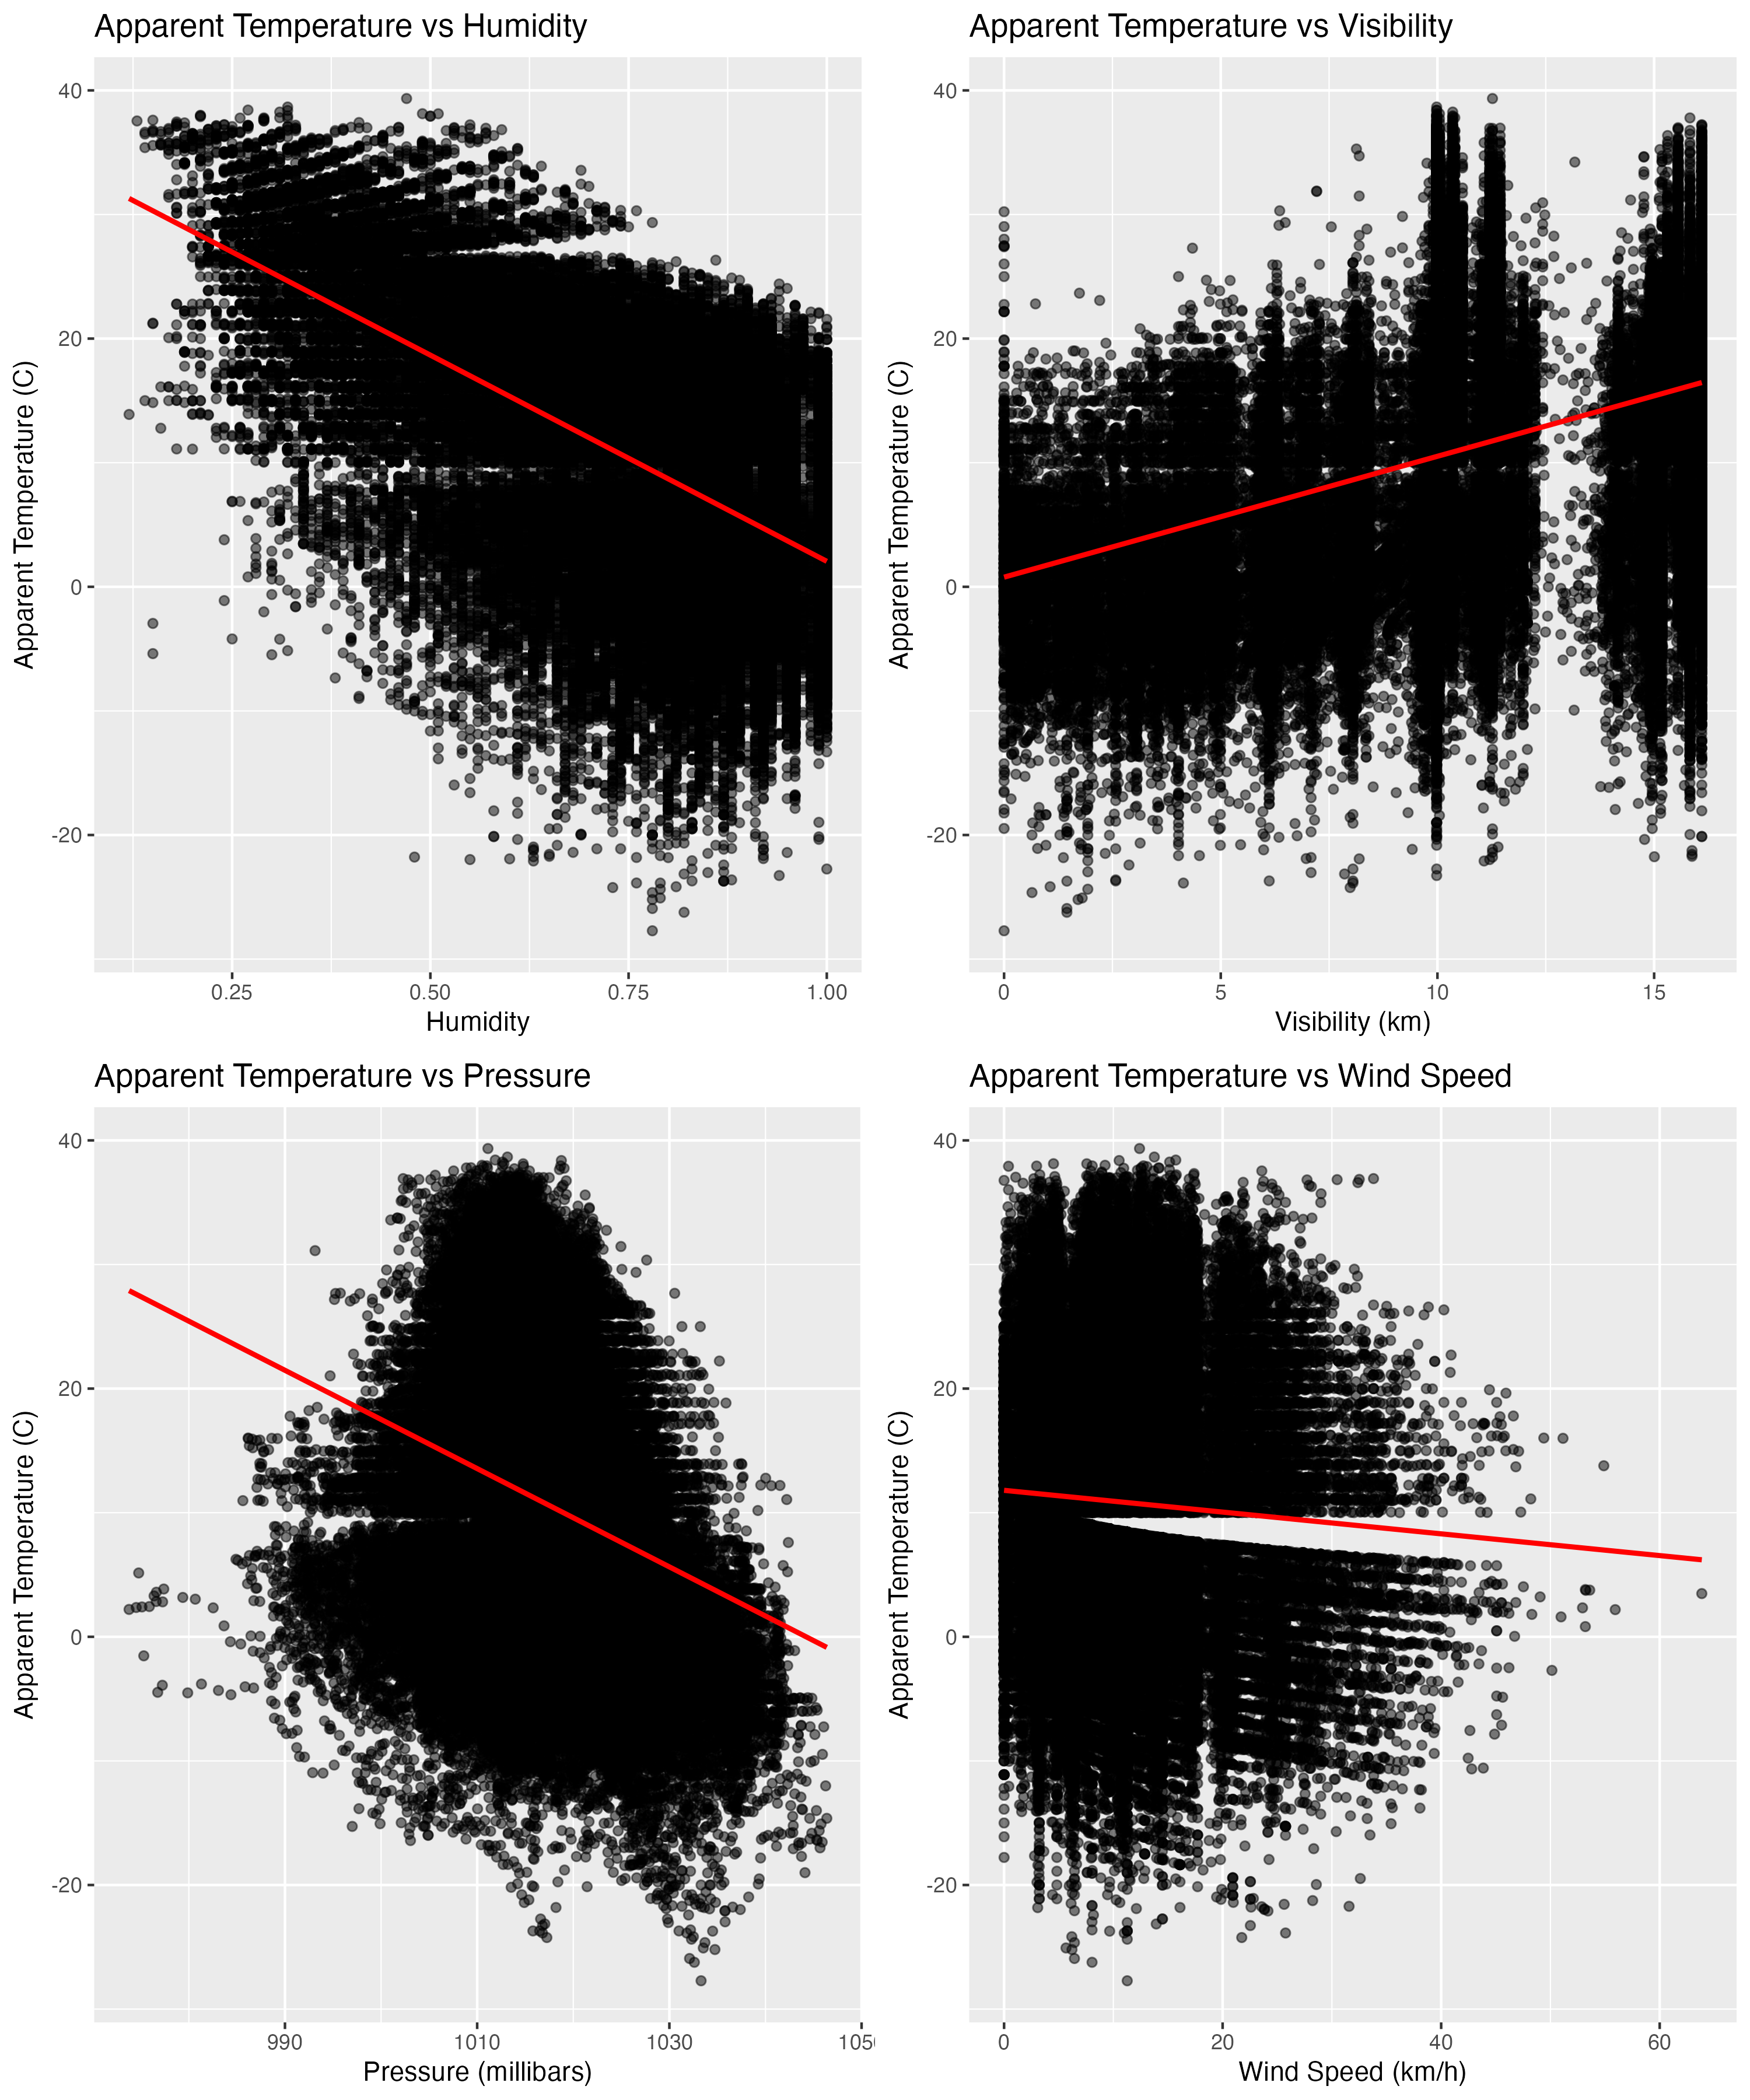 Apparent Temperature vs Humidity
40
20
0
-20
Apparent Temperature (C)
0.25 0.50 0.75 1.00
Humidity
Apparent Temperature vs Visibility
40
20
0
-20
Apparent Temperature (C)
0 5 10 15
Visibility (km)
Apparent Temperature vs Pressure
40
20
0
-20
Apparent Temperature (C)
990 1010 1030 105
Pressure (millibars)
Apparent Temperature vs Wind Speed
40
20
0
-20
Apparent Temperature (C)
0 20 40 60
Wind Speed (km/h)